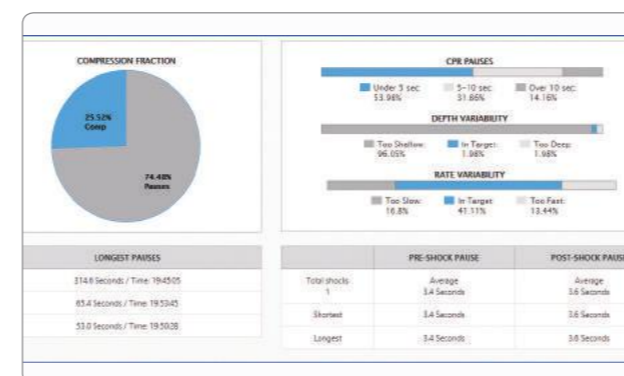 COMPRESSION FRACTION
25.52%
Comp
74.48%
Pauses
CPR PAUSES
Under 5 sec: 5-10 sec: Over 10 sec:
53.98% 31.86% 14.16%
DEPTH VARIABILITY
Too Shallow: In Target: Too Deep:
96.05% 1.98% 1.98%
RATE VARIABILITY
Too Slow: In Target: Too Fast:
16.8% 13.44%
LONGEST PAUSES
314.6 Seconds / Time: 19:45:05
65.4 Seconds / Time: 19:53:45
53.0 Seconds / Time: 19:50:28
PRE-SHOCK PAUSE POST-SHOCK PAUSE
Total shocks Average Average
1 3.4 Seconds 3.6 Seconds
Shortest 3.4 Seconds 3.6 Seconds
Longest 3.4 Seconds 3.6 Seconds